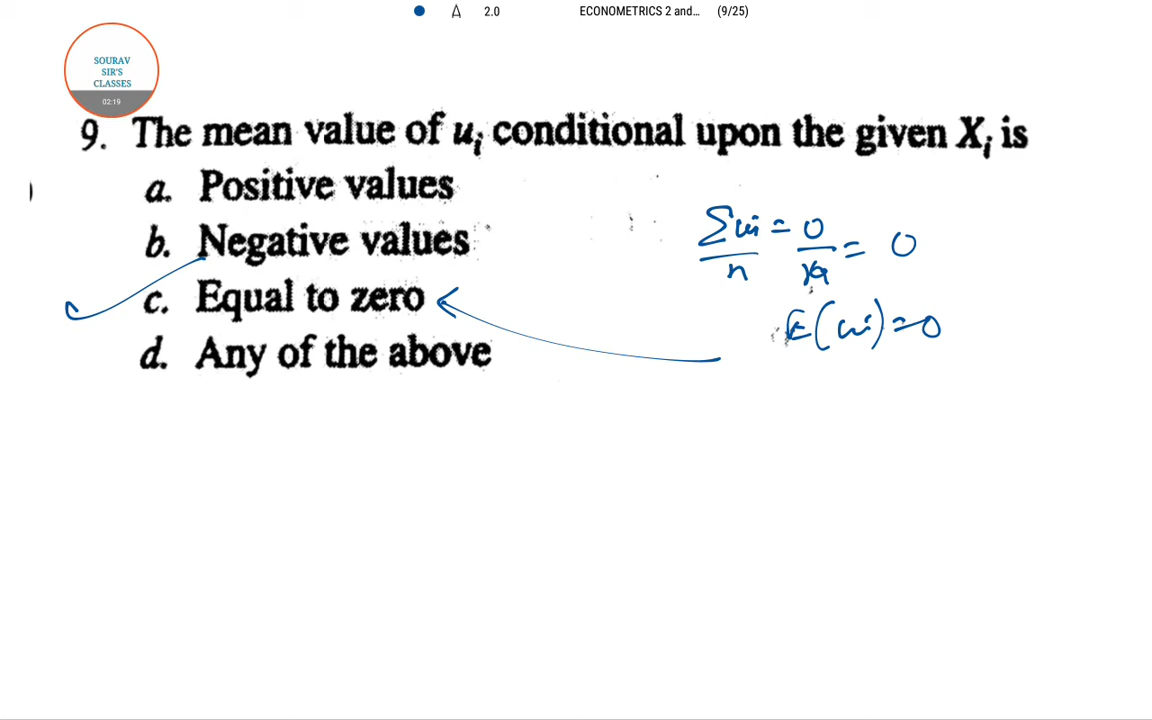 2.0 ECONOMETRICS 2 and... (9/25)
SOURAV
SIR'S
CLASSES
02:19
9. The mean value of uᵢ conditional upon the given Xᵢ is
a. Positive values
b. Negative values
c. Equal to zero
d. Any of the above
Σui/n = 0/n = 0
E(ui)=0